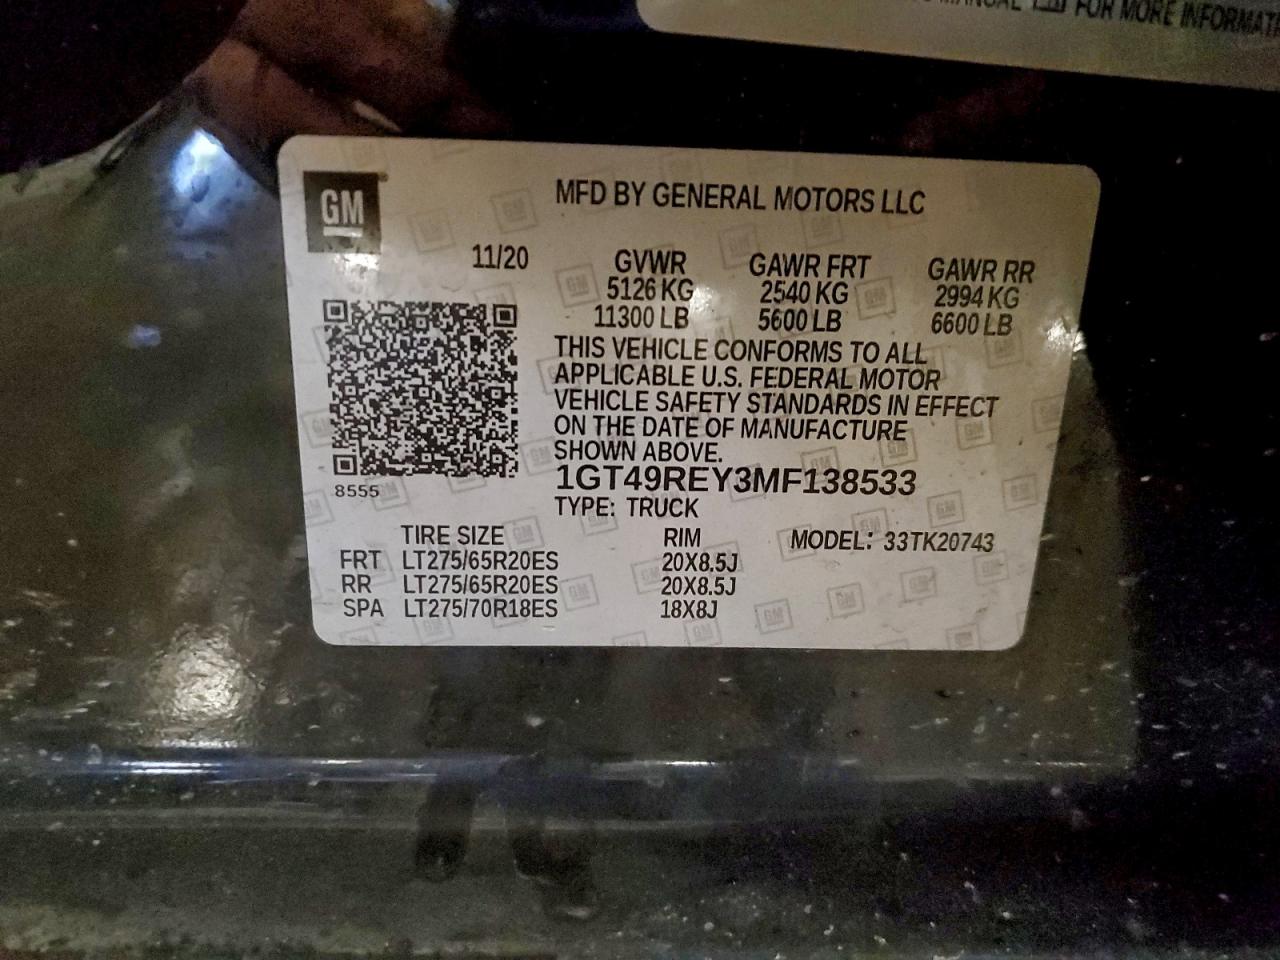 MANUAL FOR MORE INFORMAT
GM
MFD BY GENERAL MOTORS LLC
11/20 GVWR GAWR FRT GAWR RR
5126 KG 2540 KG 2994 KG
11300 LB 5600 LB 6600 LB
THIS VEHICLE CONFORMS TO ALL
APPLICABLE U.S. FEDERAL MOTOR
VEHICLE SAFETY STANDARDS IN EFFECT
ON THE DATE OF MANUFACTURE
SHOWN ABOVE.
1GT49REY3MF138533
8555
TYPE: TRUCK
TIRE SIZE RIM MODEL: 33TK20743
FRT LT275/65R20ES 20X8.5J
RR LT275/65R20ES 20X8.5J
SPA LT275/70R18ES 18X8J